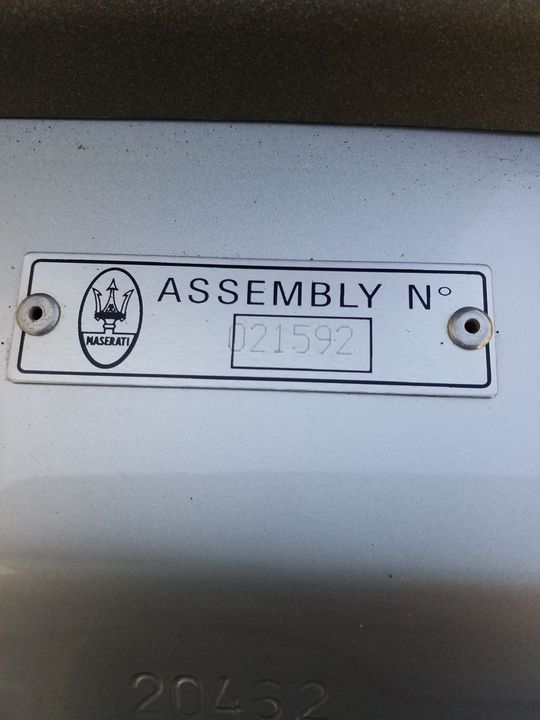 ASSEMBLY N°
MASERATI
021592
20462